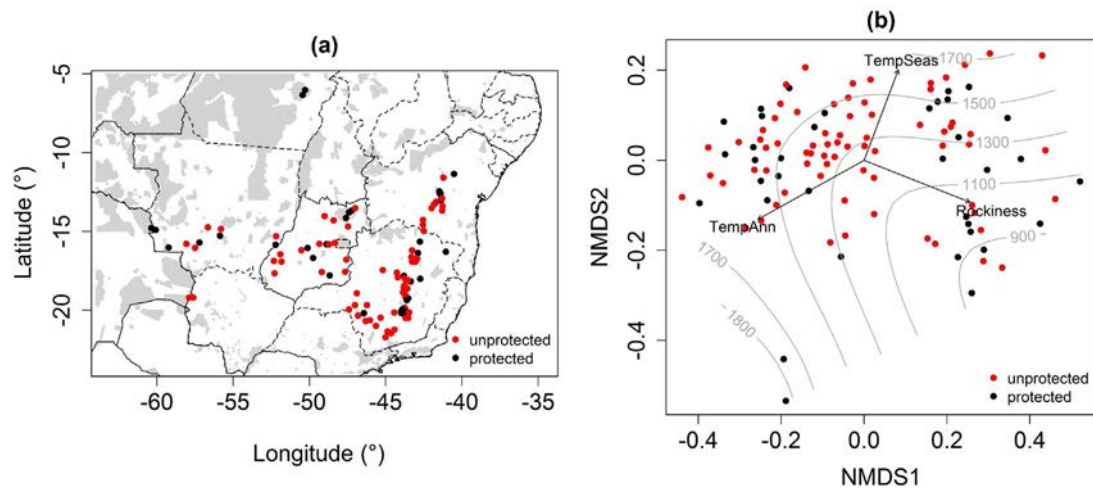 (a)
−5
−10
−15
−20
Latitude (°)
unprotected
protected
−60 −55 −50 −45 −40 −35
Longitude (°)
(b)
0.2
0.0
−0.2
−0.4
NMDS2
TempSeas
1700
1500
1300
1100
Rockiness
TempAnn
900
1700
1800
unprotected
protected
−0.4 −0.2 0.0 0.2 0.4
NMDS1